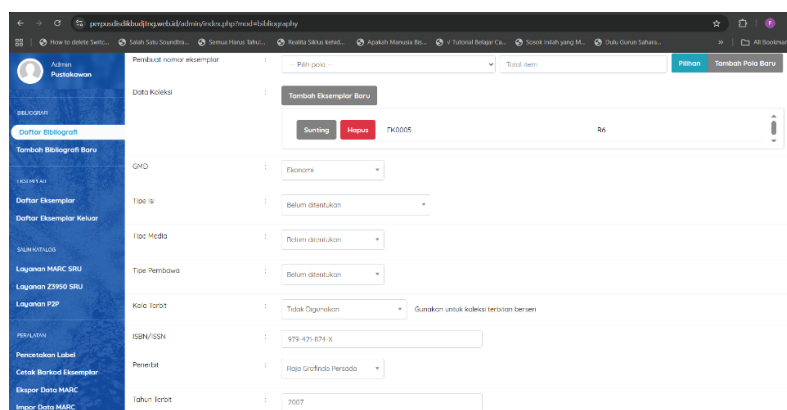 perpusdisdikbudjtng.web.id/admin/index.php?mod=bibliography
How to delete Switc... Salah Satu Soundtra... Semua Harus Tahu!... Realita Siklus Kehid... Apakah Manusia Bis... V Tutorial Belajar Ca... Sosok Indah yang M... Dulu Gurun Sahara... » All Bookmar
Admin
Pustakawan
Pembuat nomor eksemplar : -- Pilih pola -- Total item Pilihan Tambah Pola Baru
Data Koleksi : Tambah Eksemplar Baru
BIBLIOGRAFI
Sunting Hapus EK0005 R6
Daftar Bibliografi
Tambah Bibliografi Baru
GMD : Ekonomi
EKSEMPLAR
Daftar Eksemplar
Tipe Isi : Belum ditentukan
Daftar Eksemplar Keluar
Tipe Media : Belum ditentukan
SALIN KATALOG
Layanan MARC SRU
Tipe Pembawa : Belum ditentukan
Layanan Z3950 SRU
Layanan P2P
Kala Terbit : Tidak Digunakan Gunakan untuk koleksi terbitan berseri
PERALATAN
ISBN/ISSN : 979-421-874-X
Pencetakan Label
Penerbit : Raja Grafindo Persada
Cetak Barkod Eksemplar
Ekspor Data MARC
Tahun Terbit : 2007
Impor Data MARC